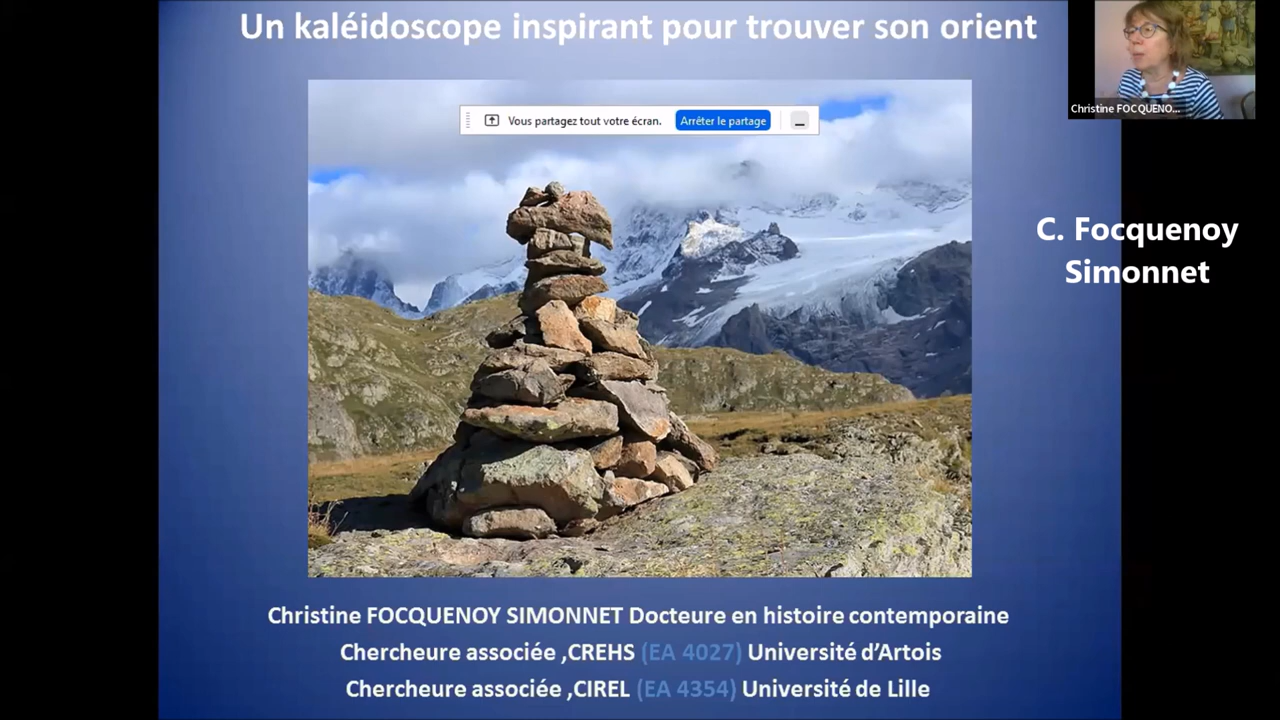 Un kaléidoscope inspirant pour trouver son orient
Vous partagez tout votre écran.
Arrêter le partage
Christine FOCQUENO...
C. Focquenoy
Simonnet
Christine FOCQUENOY SIMONNET Docteure en histoire contemporaine
Chercheure associée ,CREHS (EA 4027) Université d’Artois
Chercheure associée ,CIREL (EA 4354) Université de Lille